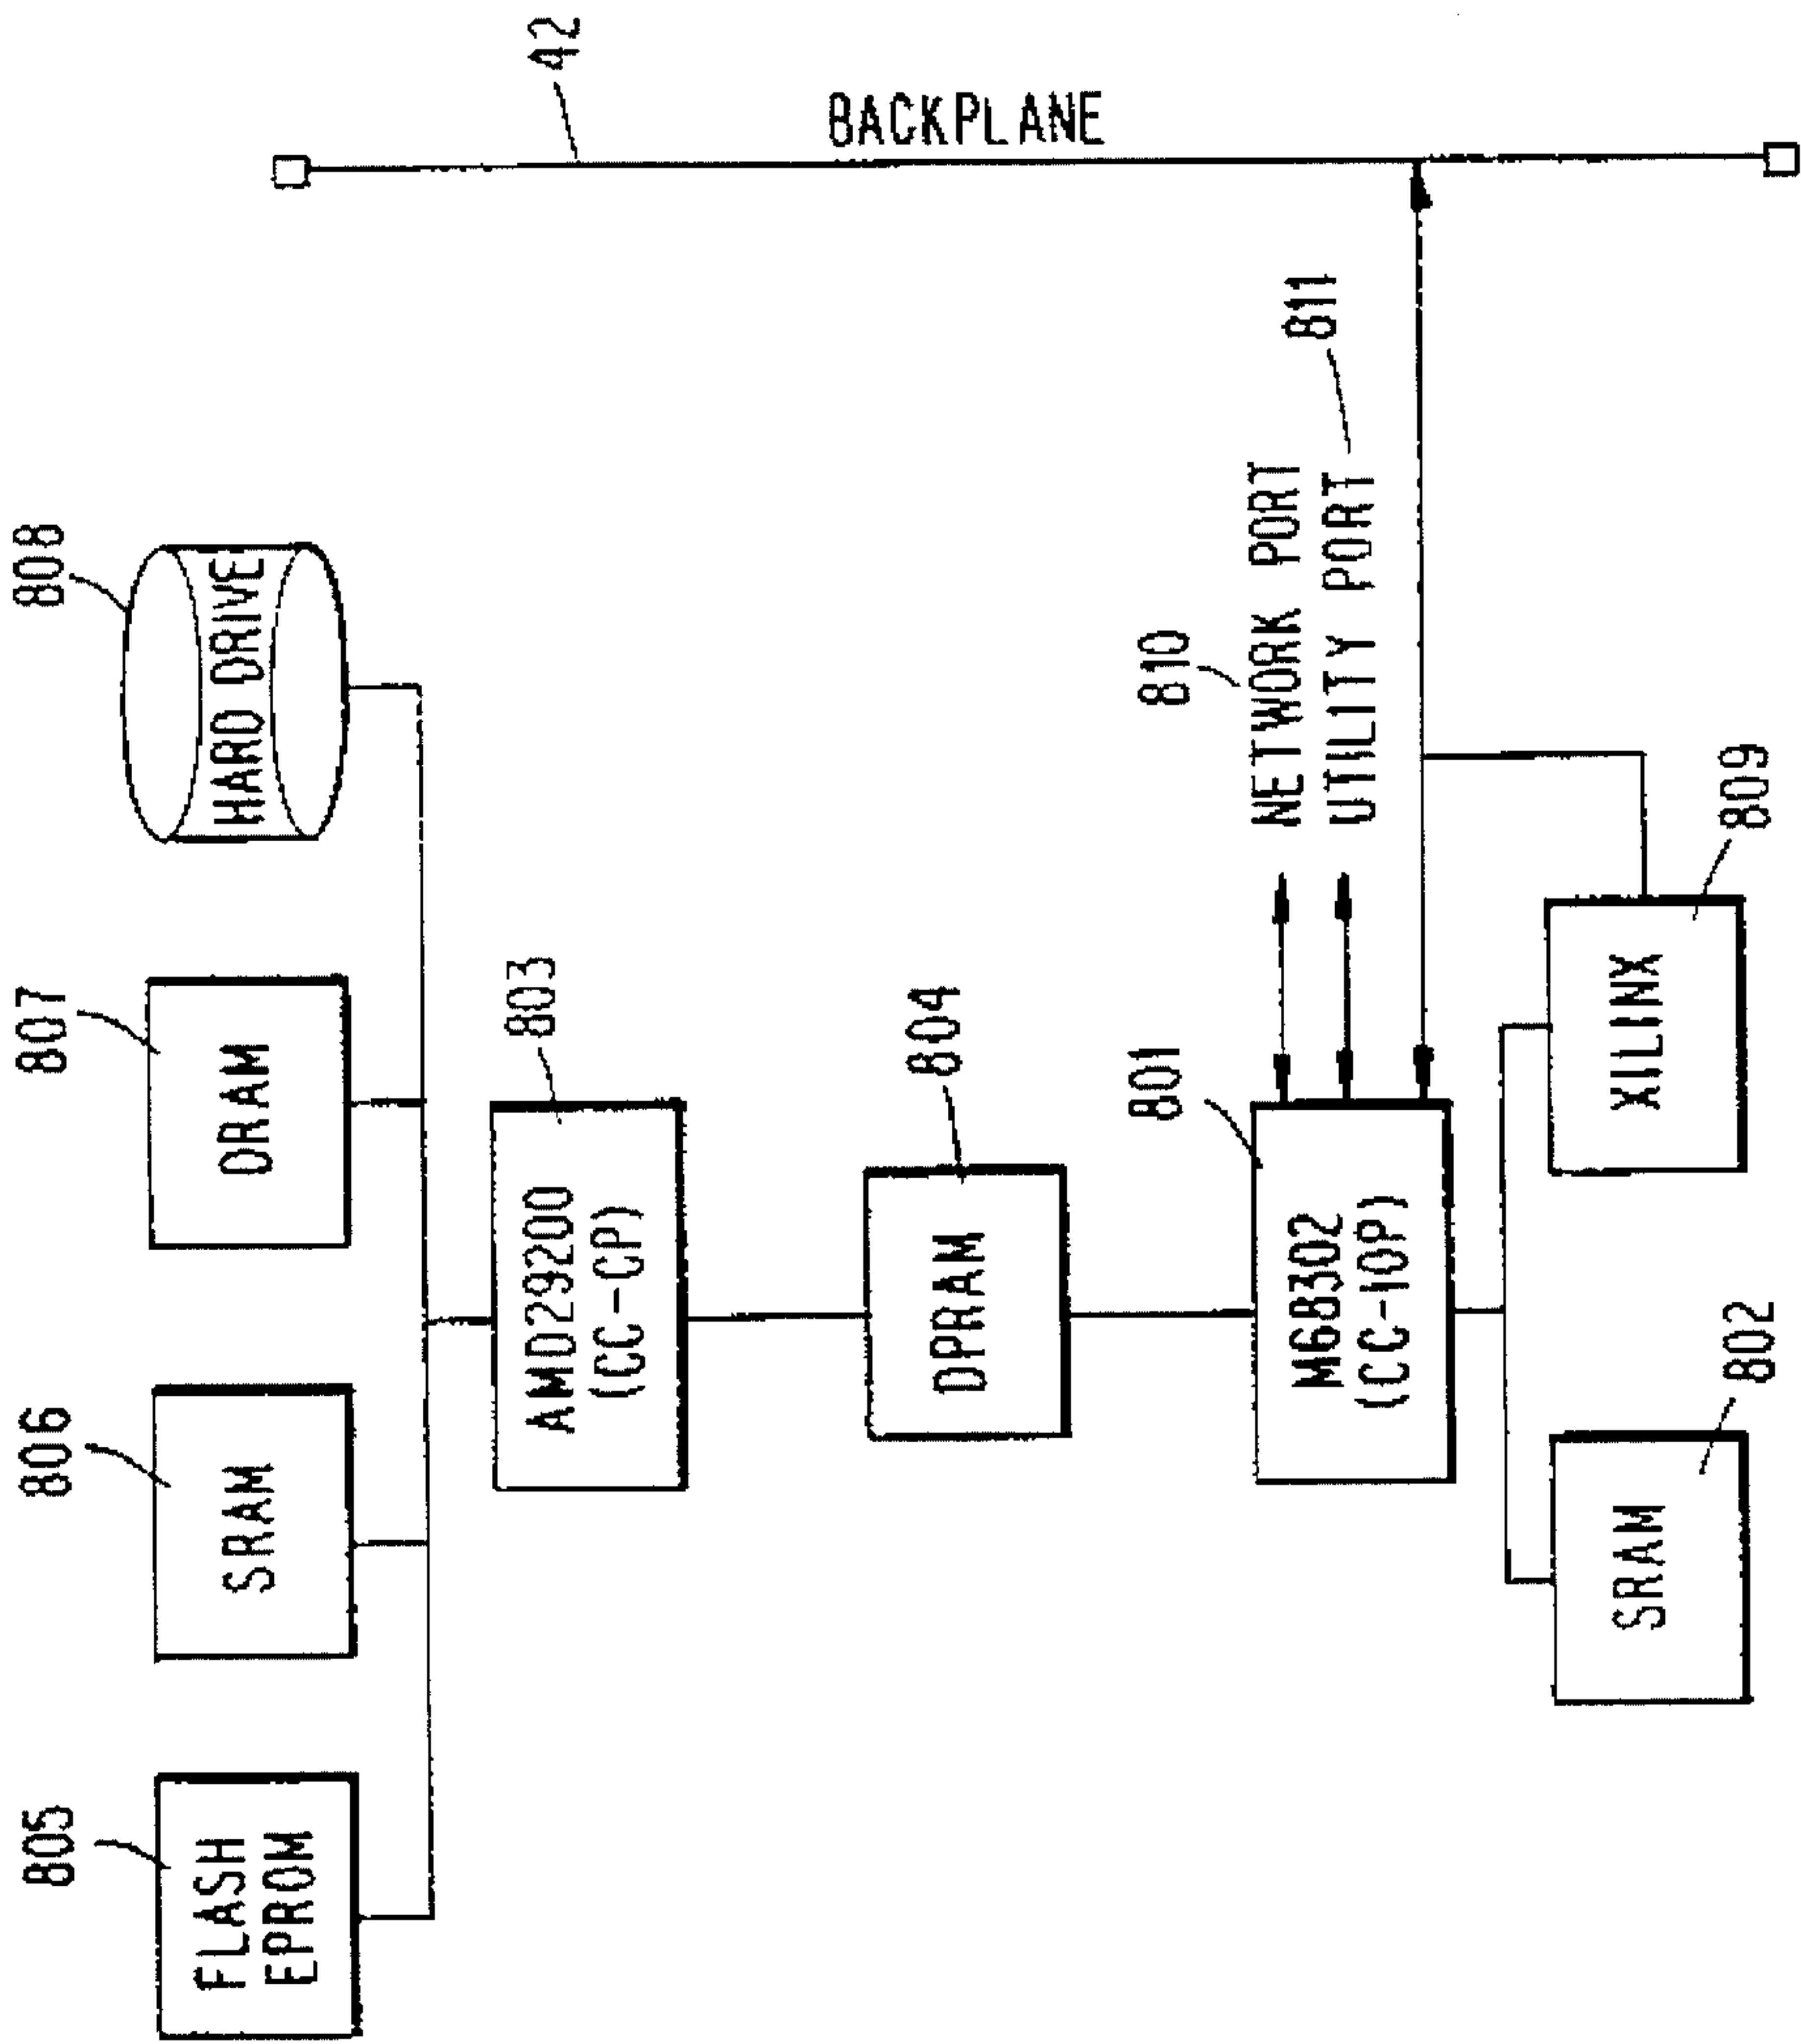 805
FLASH
EPROM
806
SRAM
807
DRAM
808
HARD DRIVE
AMD29200
(CC-CP)
803
DPRAM
804
M68302
(CC-IOP)
801
810
NETWORK PORT
UTILITY PORT
811
SRAM
802
XILINX
809
BACKPLANE
42